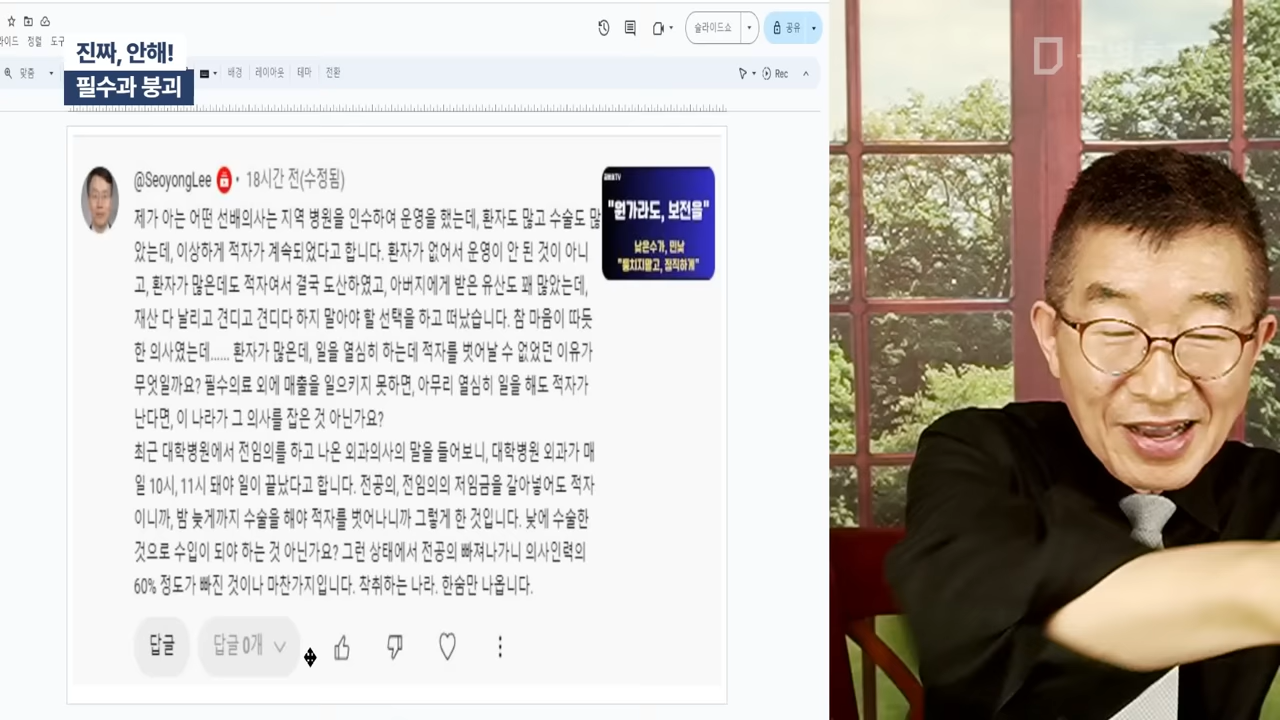 라이드 정렬 도구
진짜, 안해!
필수과 붕괴
슬라이드쇼
공유
맞춤
배경 레이아웃 테마 전환
Rec
@SeoyongLee · 18시간 전(수정됨)
제가 아는 어떤 선배의사는 지역 병원을 인수하여 운영을 했는데, 환자도 많고 수술도 많
았는데, 이상하게 적자가 계속되었다고 합니다. 환자가 없어서 운영이 안 된 것이 아니
고, 환자가 많은데도 적자여서 결국 도산하였고, 아버지에게 받은 유산도 꽤 많았는데,
재산 다 날리고 견디고 견디다 하지 말아야 할 선택을 하고 떠났습니다. 참 마음이 따듯
한 의사였는데...... 환자가 많은데, 일을 열심히 하는데 적자를 벗어날 수 없었던 이유가
무엇일까요? 필수의료 외에 매출을 일으키지 못하면, 아무리 열심히 일을 해도 적자가
난다면, 이 나라가 그 의사를 잡은 것 아닌가요?
최근 대학병원에서 전임의를 하고 나온 외과의사의 말을 들어보니, 대학병원 외과가 매
일 10시, 11시 돼야 일이 끝났다고 합니다. 전공의, 전임의의 저임금을 갈아넣어도 적자
이니까, 밤 늦게까지 수술을 해야 적자를 벗어나니까 그렇게 한 것입니다. 낮에 수술한
것으로 수입이 되야 하는 것 아닌가요? 그런 상태에서 전공의 빠져나가니 의사인력의
60% 정도가 빠진 것이나 마찬가지입니다. 착취하는 나라. 한숨만 나옵니다.
"원가라도, 보전을"
낮은수가, 민낯
"퉁치지말고, 정직하게"
답글
답글 0개